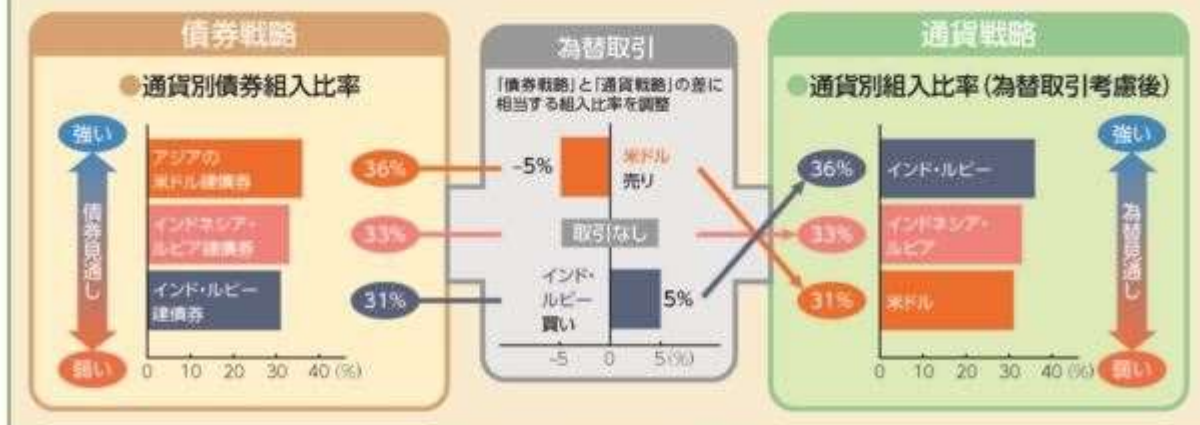 債券戦略
●通貨別債券組入比率
強い
債券見通し
弱い
アジアの
米ドル建債券
インドネシア・
ルピア建債券
インド・ルピー
建債券
0 10 20 30 40 (%)
36%
33%
31%
為替取引
「債券戦略」と「通貨戦略」の差に
相当する組入比率を調整
-5%
米ドル
売り
取引なし
インド・
ルピー
買い
5%
-5 0 5(%)
通貨戦略
●通貨別組入比率(為替取引考慮後)
36%
33%
31%
インド・ルピー
インドネシア・
ルピア
米ドル
0 10 20 30 40 (%)
強い
為替見通し
弱い